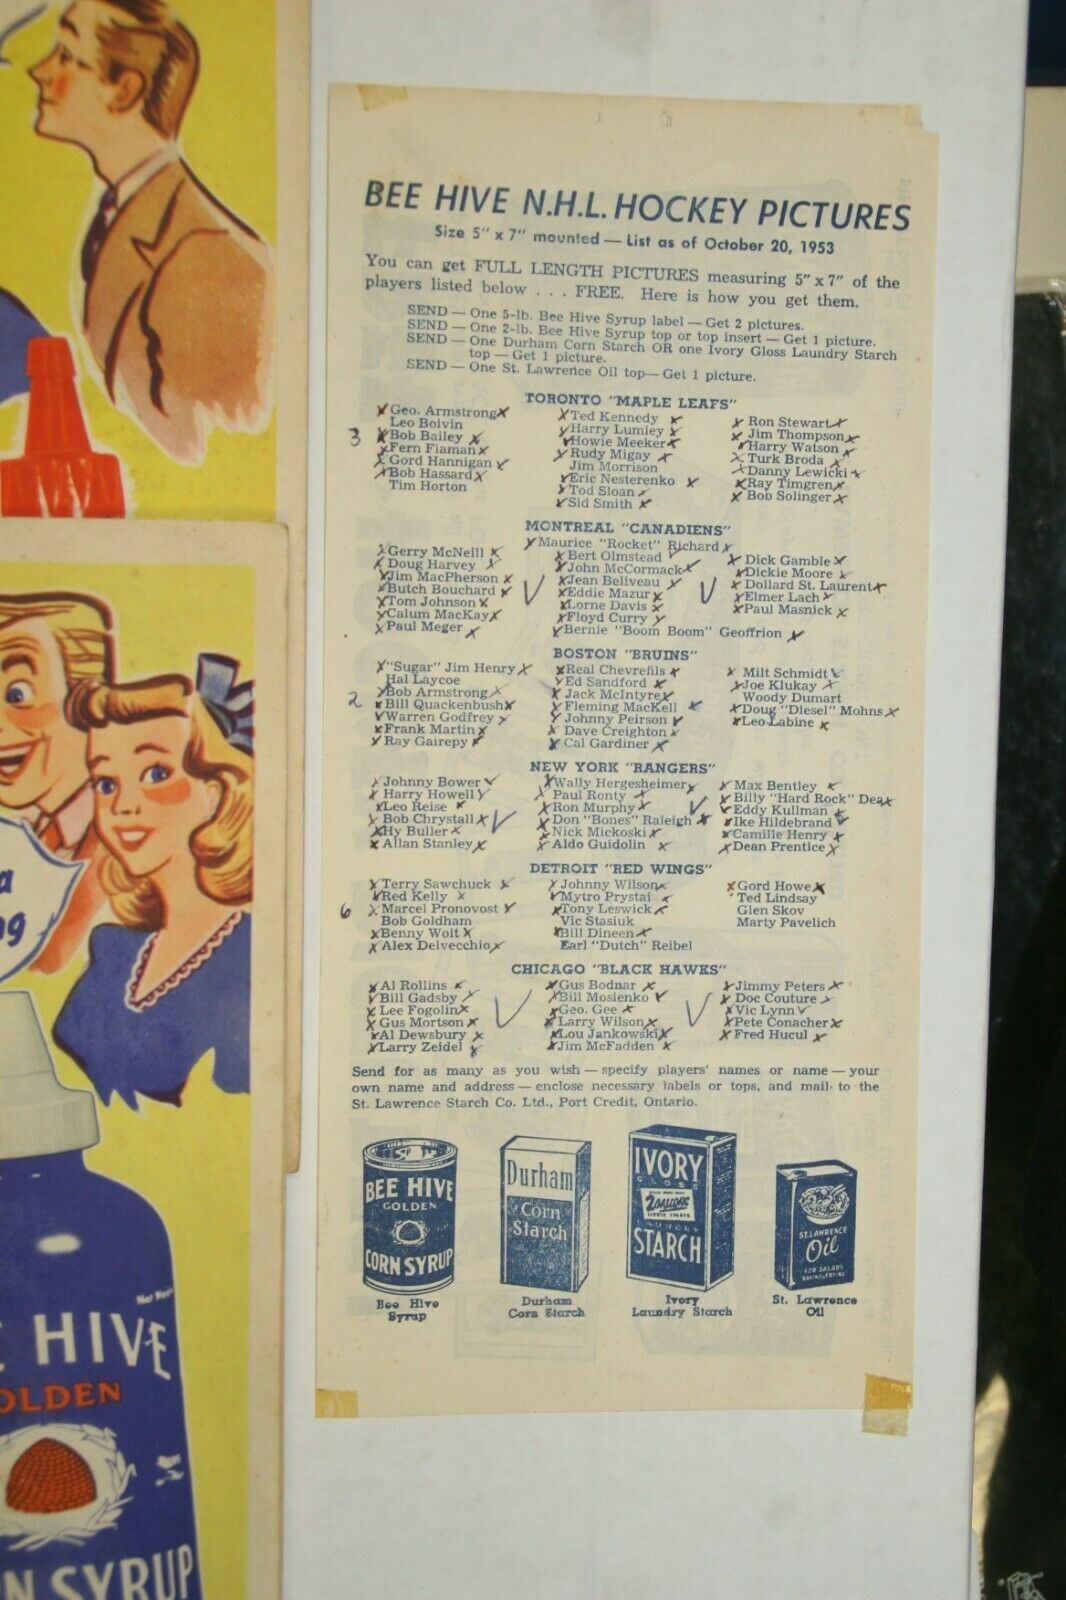 BEE HIVE N.H.L. HOCKEY PICTURES
Size 5" x 7" mounted — List as of October 20, 1953
You can get FULL LENGTH PICTURES measuring 5" x 7" of the
players listed below . . . FREE. Here is how you get them.
SEND — One 5-lb. Bee Hive Syrup label — Get 2 pictures.
SEND — One 2-lb. Bee Hive Syrup top or top insert — Get 1 picture.
SEND — One Durham Corn Starch OR one Ivory Gloss Laundry Starch
top — Get 1 picture.
SEND — One St. Lawrence Oil top — Get 1 picture.
TORONTO "MAPLE LEAFS"
Geo. Armstrong
Leo Boivin
3 Bob Bailey
Fern Flaman
Gord Hannigan
Bob Hassard
Tim Horton
Ted Kennedy
Harry Lumley
Howie Meeker
Rudy Migay
Jim Morrison
Eric Nesterenko
Tod Sloan
Sid Smith
Ron Stewart
Jim Thompson
Harry Watson
Turk Broda
Danny Lewicki
Ray Timgren
Bob Solinger
MONTREAL "CANADIENS"
Gerry McNeill
Doug Harvey
Jim MacPherson
Butch Bouchard
Tom Johnson
Calum MacKay
Paul Meger
Maurice "Rocket" Richard
Bert Olmstead
John McCormack
Jean Beliveau
Eddie Mazur
Lorne Davis
Floyd Curry
Bernie "Boom Boom" Geoffrion
Dick Gamble
Dickie Moore
Dollard St. Laurent
Elmer Lach
Paul Masnick
BOSTON "BRUINS"
"Sugar" Jim Henry
Hal Laycoe
Bob Armstrong
2 Bill Quackenbush
Warren Godfrey
Frank Martin
Ray Gairepy
Real Chevrefils
Ed Sandford
Jack McIntyre
Fleming MacKell
Johnny Peirson
Dave Creighton
Cal Gardiner
Milt Schmidt
Joe Klukay
Woody Dumart
Doug "Diesel" Mohns
Leo Labine
NEW YORK "RANGERS"
Johnny Bower
Harry Howell
Leo Reise
Bob Chrystall
Hy Buller
Allan Stanley
Wally Hergesheimer
Paul Ronty
Ron Murphy
Don "Bones" Raleigh
Nick Mickoski
Aldo Guidolin
Max Bentley
Billy "Hard Rock" Dea
Eddy Kullman
Ike Hildebrand
Camille Henry
Dean Prentice
DETROIT "RED WINGS"
Terry Sawchuck
Red Kelly
6 Marcel Pronovost
Bob Goldham
Benny Woit
Alex Delvecchio
Johnny Wilson
Mytro Prystai
Tony Leswick
Vic Stasiuk
Bill Dineen
Earl "Dutch" Reibel
Gord Howe
Ted Lindsay
Glen Skov
Marty Pavelich
CHICAGO "BLACK HAWKS"
Al Rollins
Bill Gadsby
Lee Fogolin
Gus Mortson
Al Dewsbury
Larry Zeidel
Gus Bodnar
Bill Mosienko
Geo. Gee
Larry Wilson
Lou Jankowski
Jim McFadden
Jimmy Peters
Doc Couture
Vic Lynn
Pete Conacher
Fred Hucul
Send for as many as you wish — specify players' names or name — your
own name and address — enclose necessary labels or tops, and mail to the
St. Lawrence Starch Co. Ltd., Port Credit, Ontario.
BEE HIVE
GOLDEN
CORN SYRUP
Durham
Corn
Starch
IVORY
LAUNDRY
STARCH
ST. LAWRENCE
Oil
FOR SALADS
Bee Hive
Syrup
Durham
Corn Starch
Ivory
Laundry Starch
St. Lawrence
Oil
a
ng
E HIVE
OLDEN
RN SYRUP